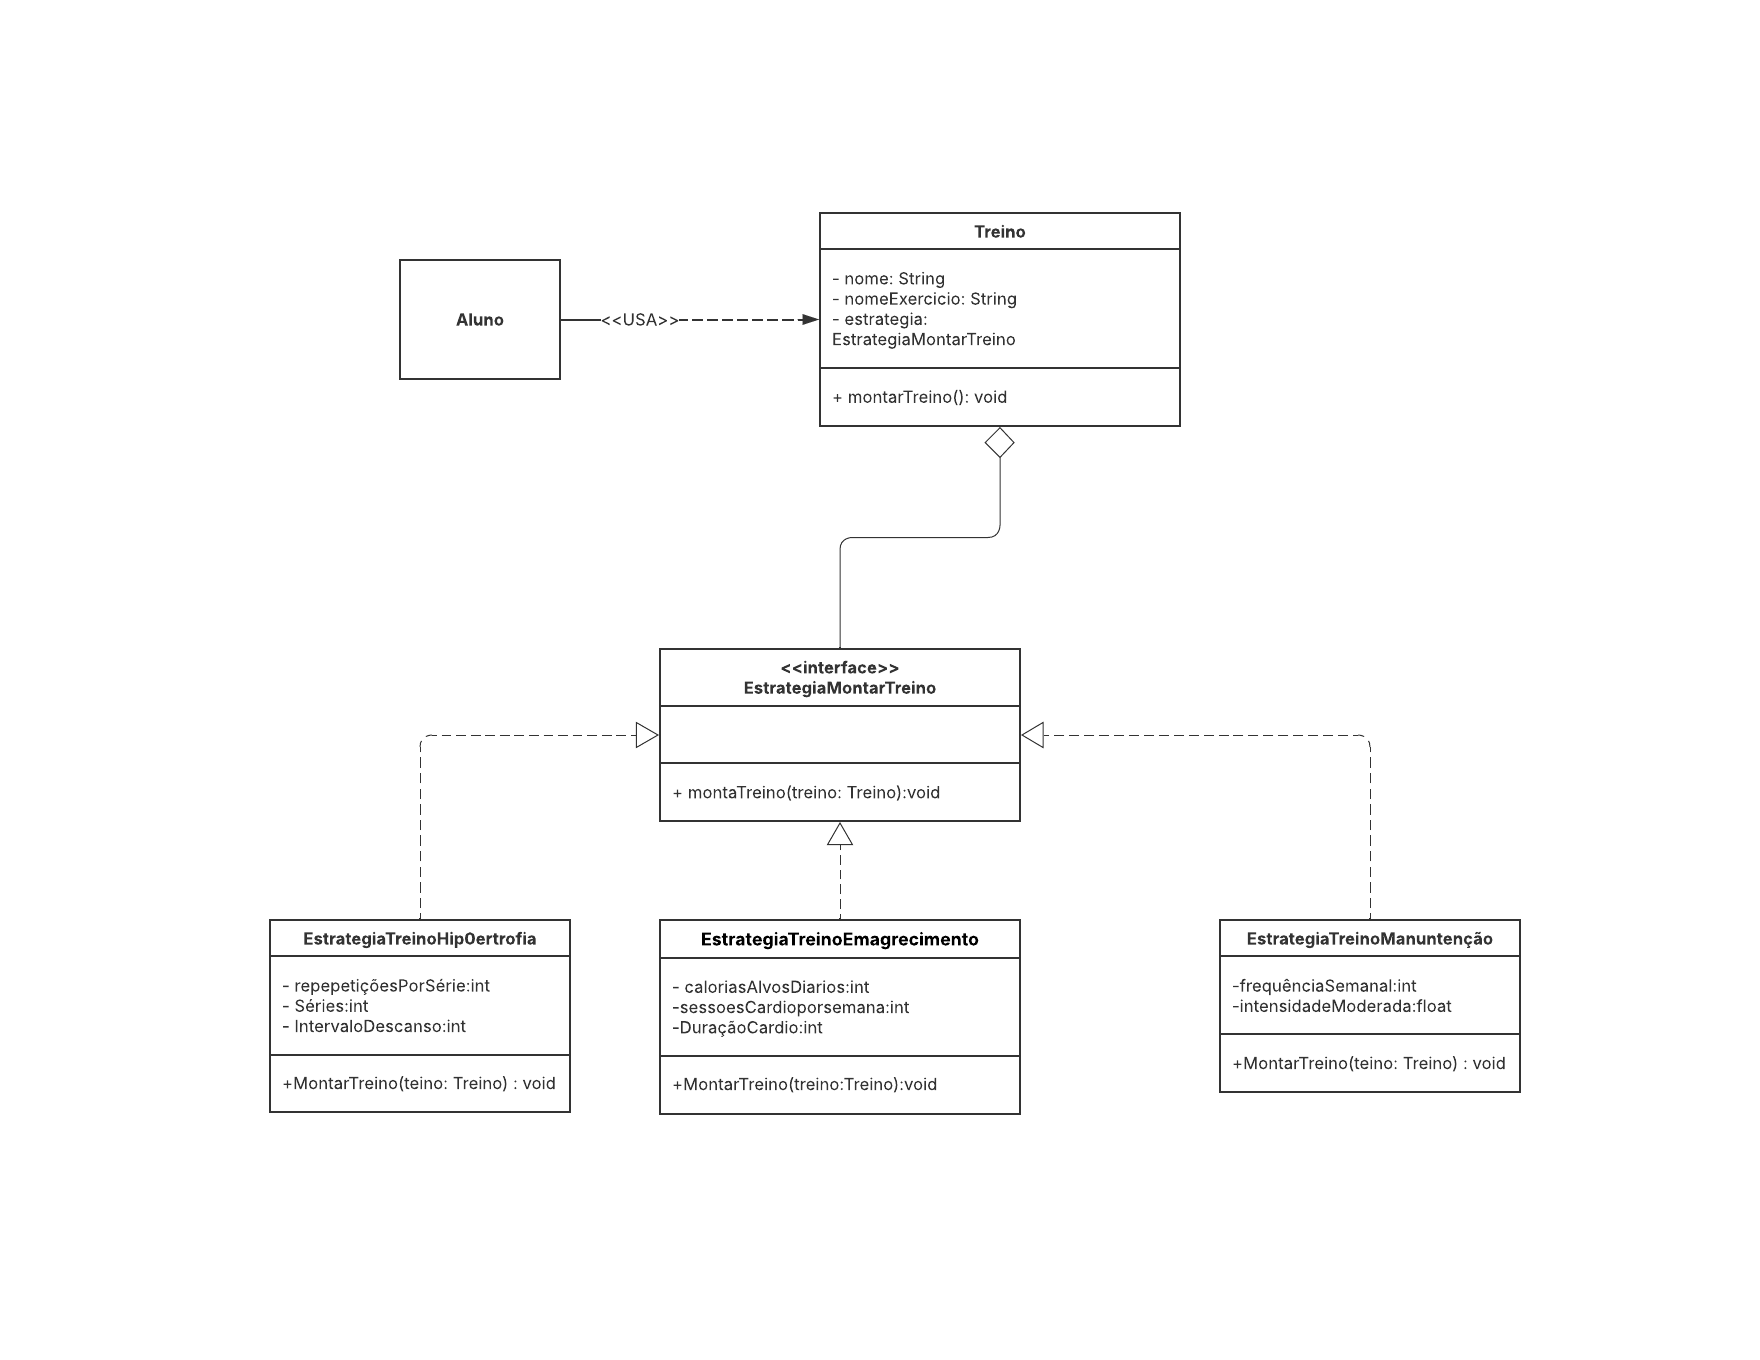 Treino
- nome: String
- nomeExercicio: String
- estrategia:
EstrategiaMontarTreino
+ montarTreino(): void
Aluno
<<USA>>
<<interface>>
EstrategiaMontarTreino
+ montaTreino(treino: Treino):void
EstrategiaTreinoHip0ertrofia
- repepetiçõesPorSérie:int
- Séries:int
- IntervaloDescanso:int
+MontarTreino(teino: Treino) : void
EstrategiaTreinoEmagrecimento
- caloriasAlvosDiarios:int
-sessoesCardioporsemana:int
-DuraçãoCardio:int
+MontarTreino(treino:Treino):void
EstrategiaTreinoManuntenção
-frequênciaSemanal:int
-intensidadeModerada:float
+MontarTreino(teino: Treino) : void